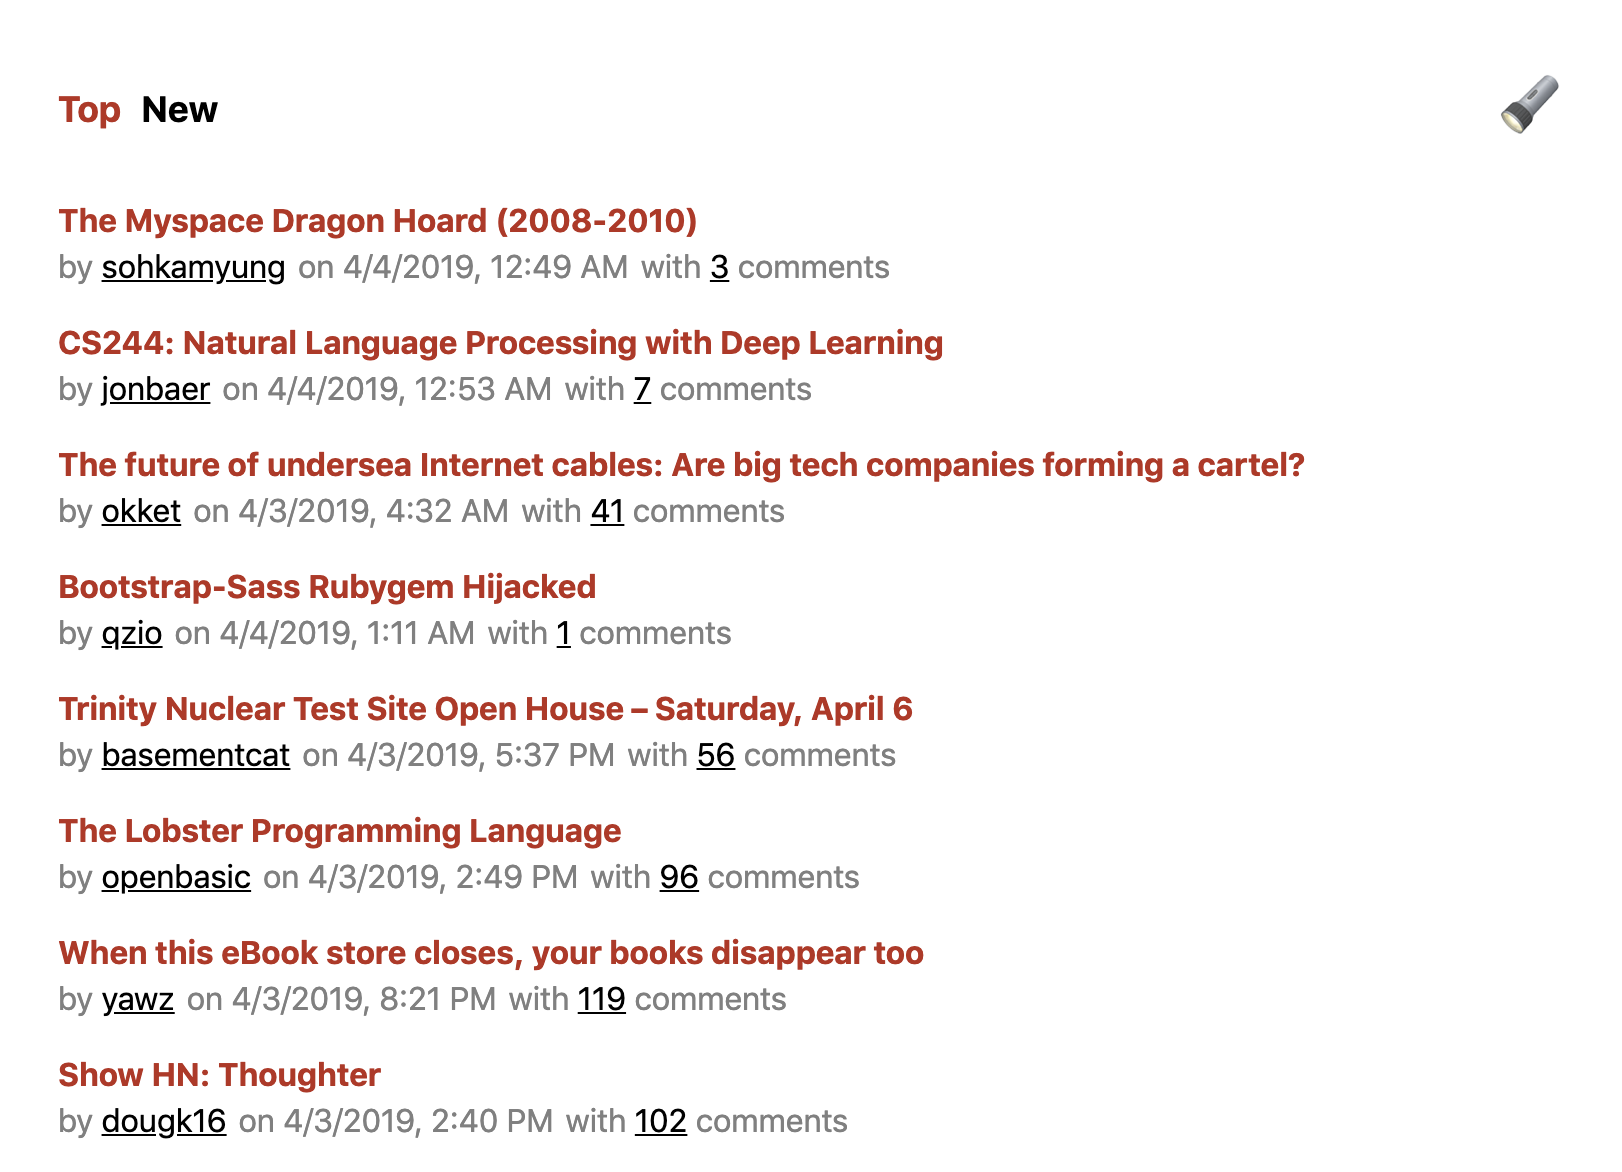 Top New
The Myspace Dragon Hoard (2008-2010)
by sohkamyung on 4/4/2019, 12:49 AM with 3 comments
CS244: Natural Language Processing with Deep Learning
by jonbaer on 4/4/2019, 12:53 AM with 7 comments
The future of undersea Internet cables: Are big tech companies forming a cartel?
by okket on 4/3/2019, 4:32 AM with 41 comments
Bootstrap-Sass Rubygem Hijacked
by qzio on 4/4/2019, 1:11 AM with 1 comments
Trinity Nuclear Test Site Open House – Saturday, April 6
by basementcat on 4/3/2019, 5:37 PM with 56 comments
The Lobster Programming Language
by openbasic on 4/3/2019, 2:49 PM with 96 comments
When this eBook store closes, your books disappear too
by yawz on 4/3/2019, 8:21 PM with 119 comments
Show HN: Thoughter
by dougk16 on 4/3/2019, 2:40 PM with 102 comments